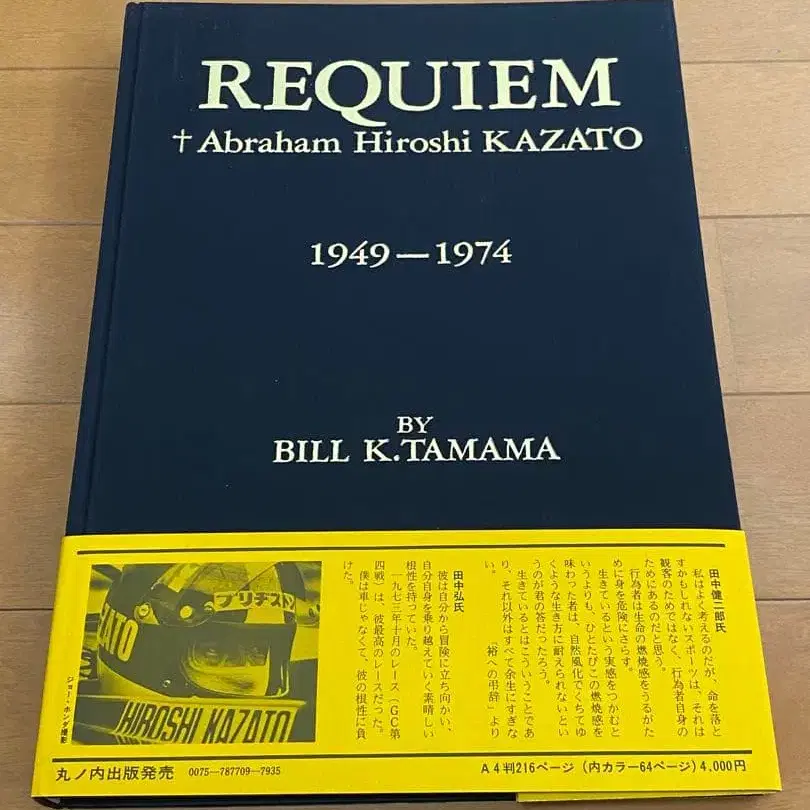 REQUIEM
†Abraham Hiroshi KAZATO
1949—1974
BY
BILL K.TAMAMA
田中健二郎氏
私はよく考えるのだが、命を落と
すかもしれないスポーツは、それは
観客のためではなく、行為者自身の
ためにあるのだと思う。
行為者は生命の燃焼感をうるがた
めに身を危険にさらす。
生きているという実感をつかむと
いうよりも、ひとたびこの燃焼感を
味わった者は、自然風化でくちてゆ
くような生き方に耐えられないとい
うのが君の答だったろう。
生きているとはこういうことであ
り、それ以外はすべて余生にすぎな
い。 「裕への弔辞」より
田中弘氏
彼は自分から冒険に立ち向かい、
自分自身を乗り越えていく素晴しい
根性を持っていた。
一九七三年十月のレース（GC第
四戦）は、彼最高のレースだった。
僕は車じゃなくて、彼の根性に負
けた。
ブリヂストン
ZATO
HIROSHI KAZATO
ジョー・ホンダ撮影
丸ノ内出版発売 0075—787709—7935
A4判216ページ（内カラー64ページ）4,000円